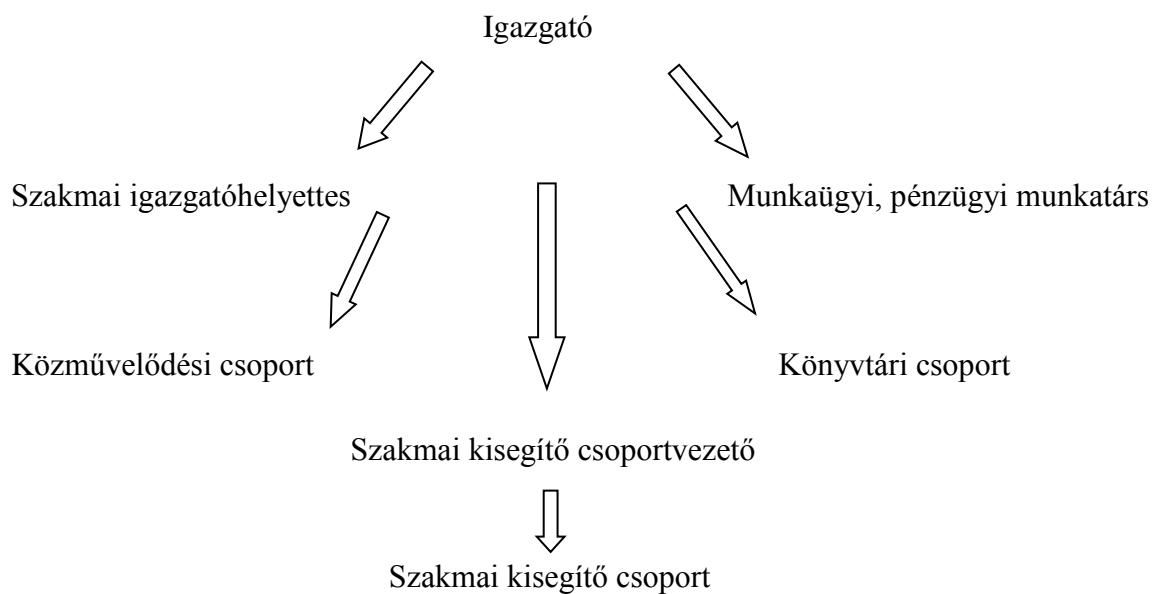 Igazgató
Szakmai igazgatóhelyettes
Munkaügyi, pénzügyi munkatárs
Közművelődési csoport
Könyvtári csoport
Szakmai kisegítő csoportvezető
Szakmai kisegítő csoport